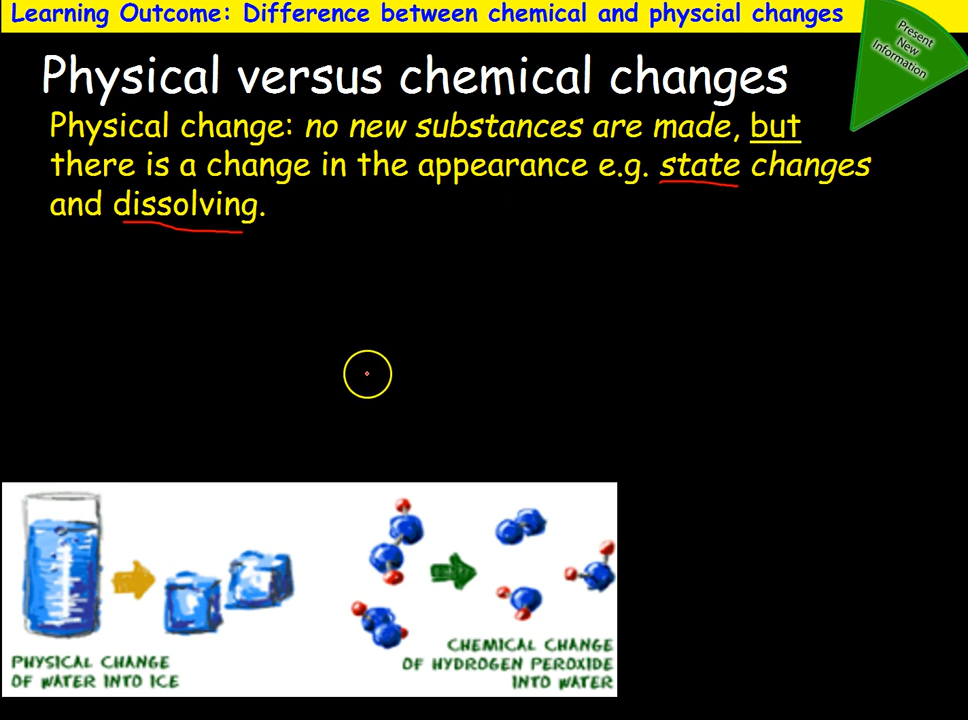 Learning Outcome: Difference between chemical and physcial changes
Present
New
Information
Physical versus chemical changes
Physical change: no new substances are made, but
there is a change in the appearance e.g. state changes
and dissolving.
PHYSICAL CHANGE
OF WATER INTO ICE
CHEMICAL CHANGE
OF HYDROGEN PEROXIDE
INTO WATER